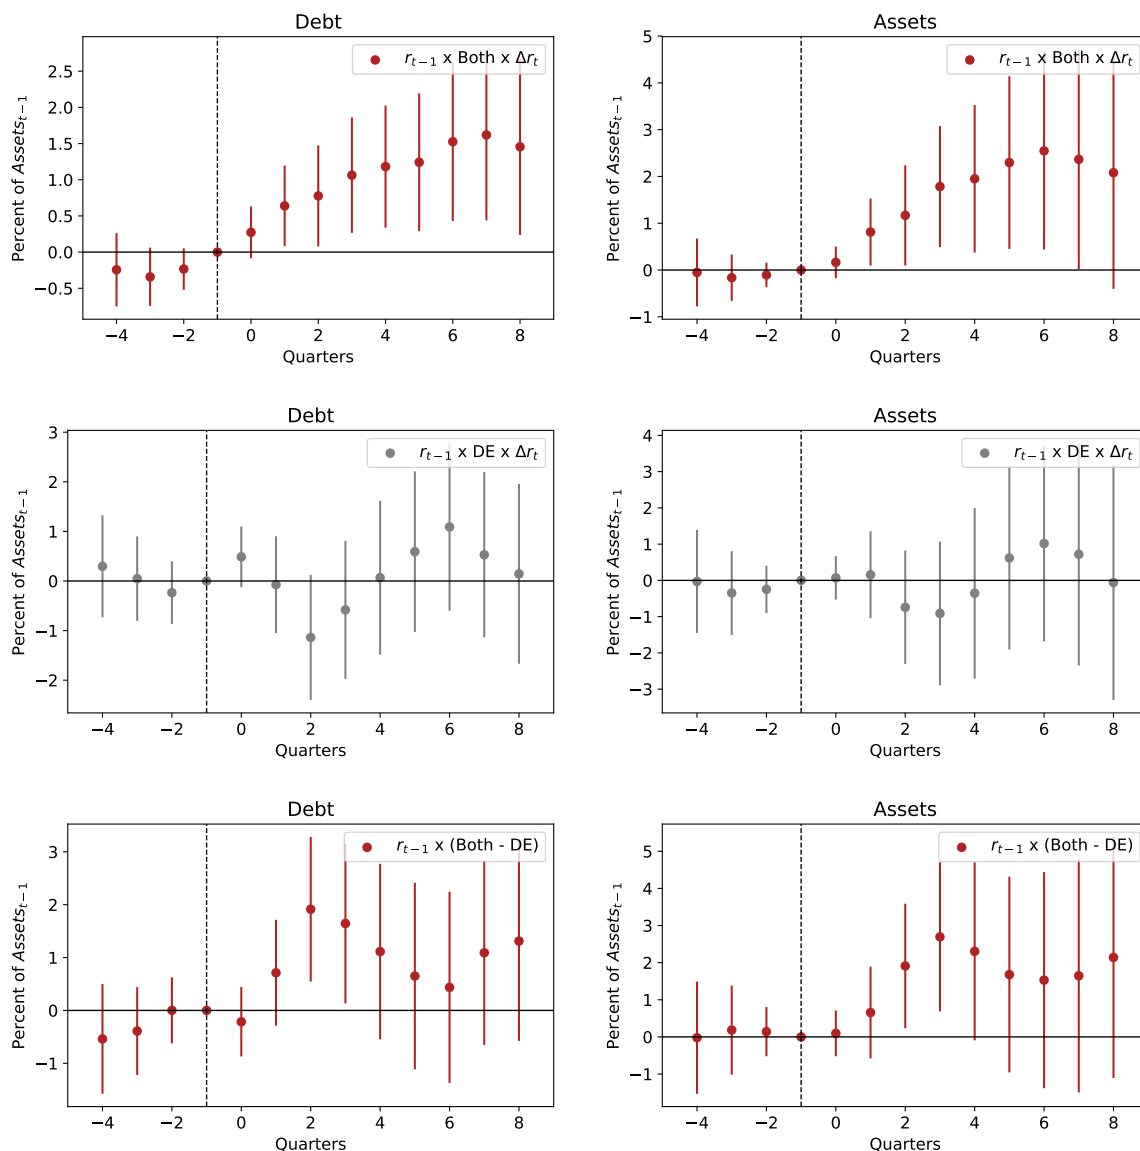 Debt
Percent of Assets_{t−1}
r_{t−1} x Both x Δr_t
2.5
2.0
1.5
1.0
0.5
0.0
−0.5
−4 −2 0 2 4 6 8
Quarters
Assets
Percent of Assets_{t−1}
r_{t−1} x Both x Δr_t
5
4
3
2
1
0
−1
−4 −2 0 2 4 6 8
Quarters
Debt
Percent of Assets_{t−1}
r_{t−1} x DE x Δr_t
3
2
1
0
−1
−2
−4 −2 0 2 4 6 8
Quarters
Assets
Percent of Assets_{t−1}
r_{t−1} x DE x Δr_t
4
3
2
1
0
−1
−2
−3
−4 −2 0 2 4 6 8
Quarters
Debt
Percent of Assets_{t−1}
r_{t−1} x (Both - DE)
3
2
1
0
−1
−4 −2 0 2 4 6 8
Quarters
Assets
Percent of Assets_{t−1}
r_{t−1} x (Both - DE)
5
4
3
2
1
0
−1
−4 −2 0 2 4 6 8
Quarters